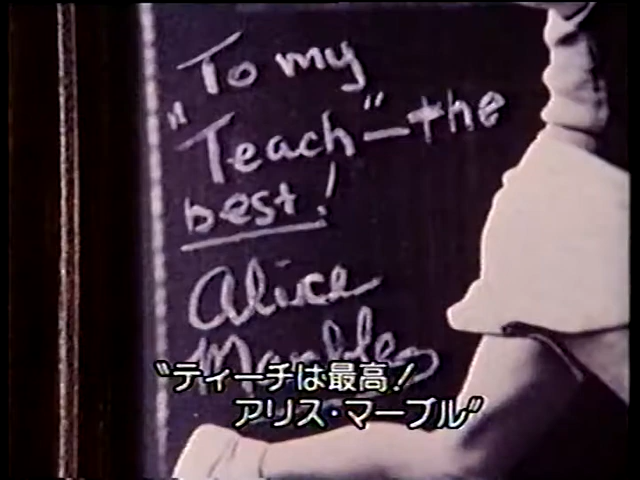 To my
"Teach" — the
best!
Alice
Marble
"ティーチは最高!
アリス・マーブル"